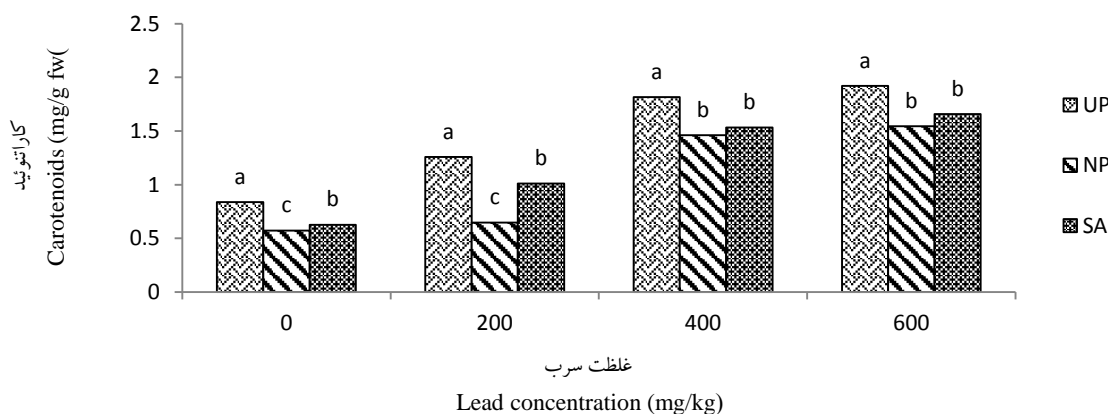 کاراتنوئید
Carotenoids (mg/g fw(
2.5
2
1.5
1
0.5
0
a
c
b
a
c
b
a
b
b
a
b
b
0
200
400
600
غلظت سرب
Lead concentration (mg/kg)
UP
NP
SA